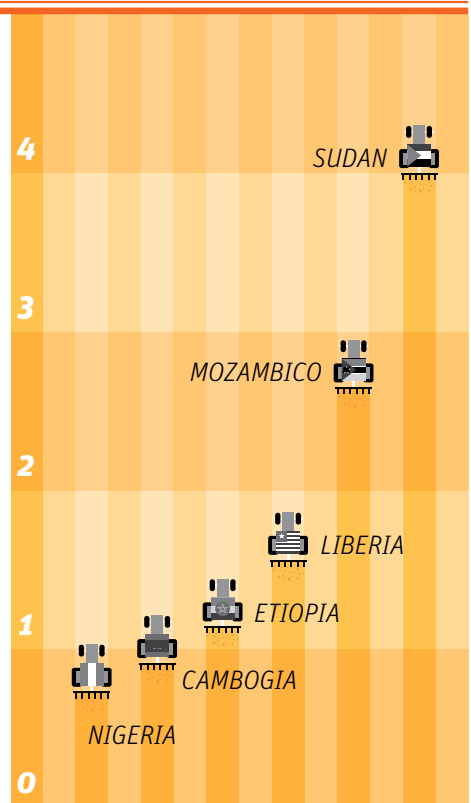 4
SUDAN
3
MOZAMBICO
2
LIBERIA
1
ETIOPIA
CAMBOGIA
NIGERIA
0